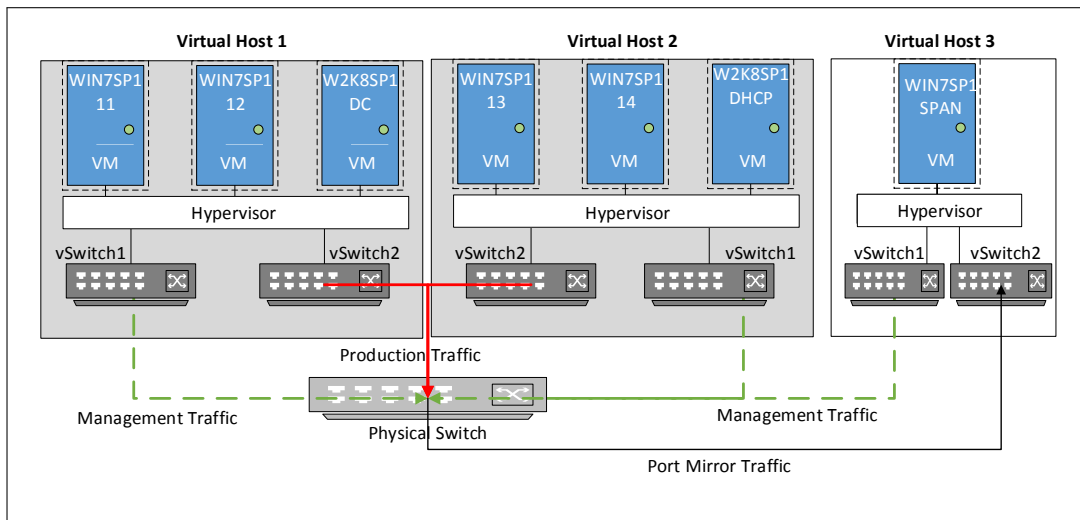 Virtual Host 1
Virtual Host 2
Virtual Host 3
WIN7SP1
11
VM
WIN7SP1
12
VM
W2K8SP1
DC
VM
WIN7SP1
13
VM
WIN7SP1
14
VM
W2K8SP1
DHCP
VM
WIN7SP1
SPAN
VM
Hypervisor
Hypervisor
Hypervisor
vSwitch1
vSwitch2
vSwitch2
vSwitch1
vSwitch1
vSwitch2
Production Traffic
Management Traffic
Physical Switch
Management Traffic
Port Mirror Traffic